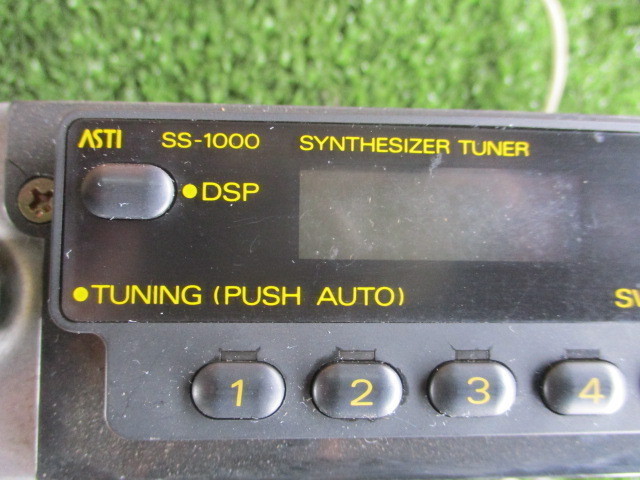 ASTI SS-1000 SYNTHESIZER TUNER
DSP
TUNING (PUSH AUTO)
1 2 3 4